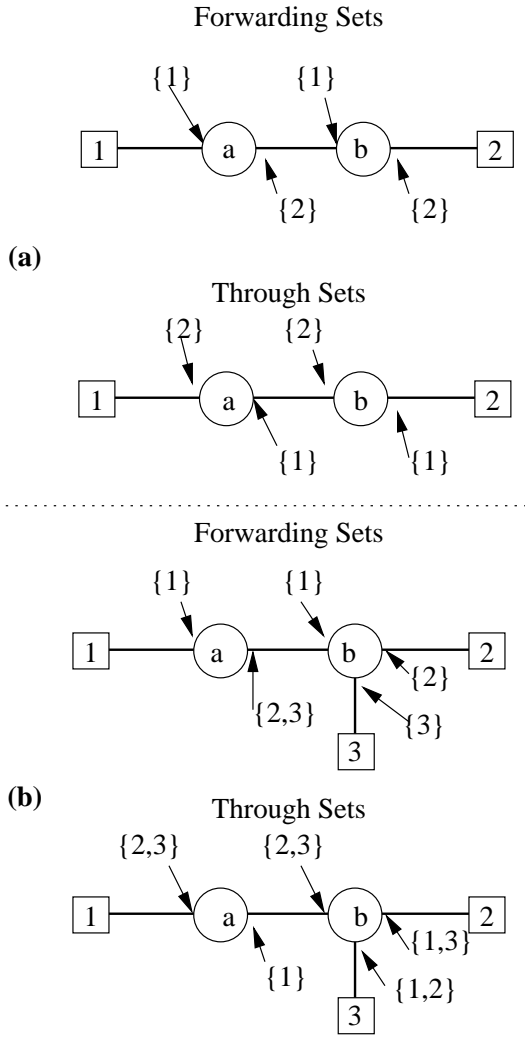 Forwarding Sets
{1} {1}
1 a b 2
{2} {2}
(a)
Through Sets
{2} {2}
1 a b 2
{1} {1}
Forwarding Sets
{1} {1}
1 a b 2
{2}
{2,3} {3}
3
(b)
Through Sets
{2,3} {2,3}
1 a b 2
{1,3}
{1} {1,2}
3